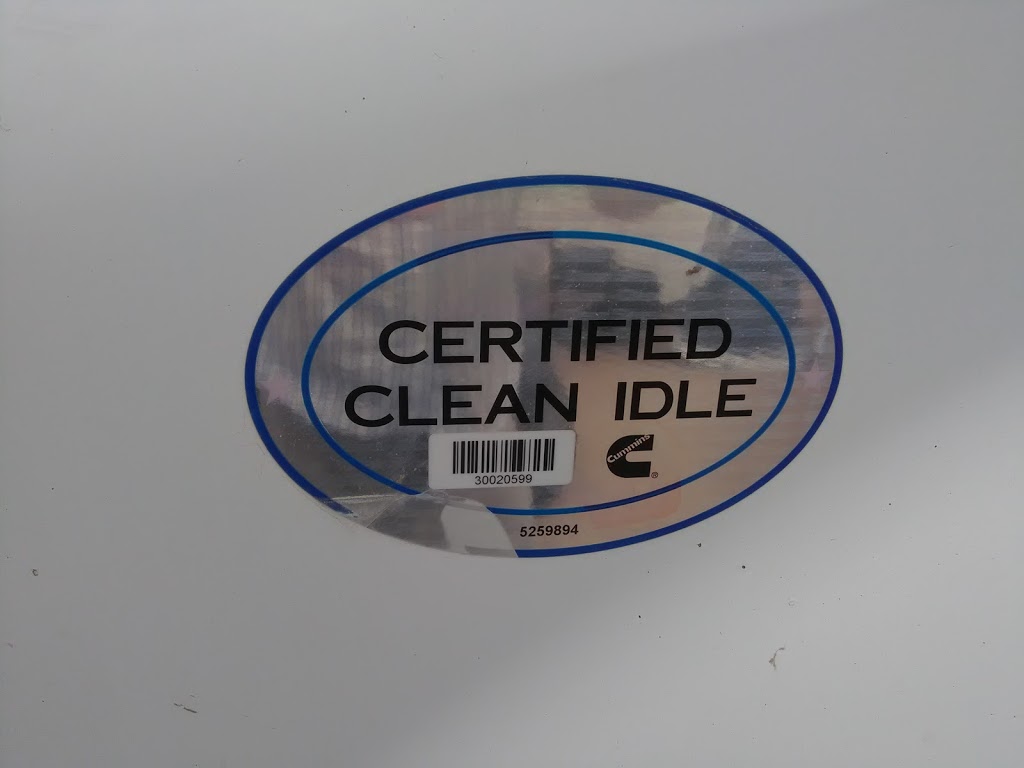 CERTIFIED
CLEAN IDLE
Cummins
®
30020599
5259894